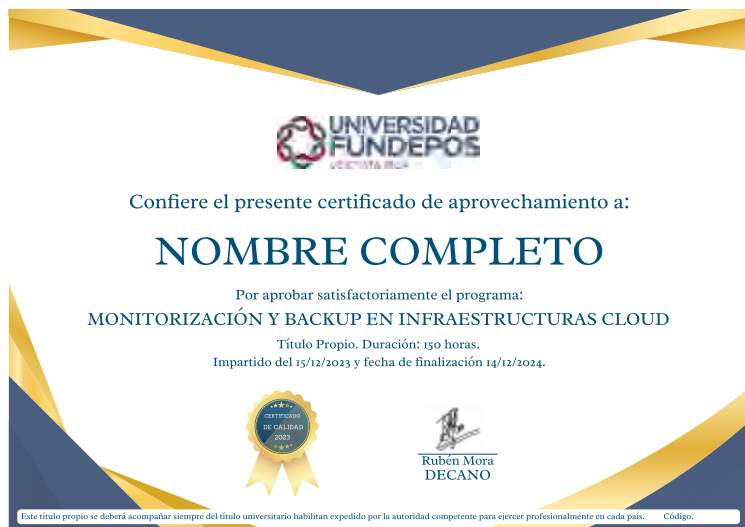 UNIVERSIDAD
FUNDEPOS
Confiere el presente certificado de aprovechamiento a:
NOMBRE COMPLETO
Por aprobar satisfactoriamente el programa:
MONITORIZACIÓN Y BACKUP EN INFRAESTRUCTURAS CLOUD
Título Propio. Duración: 150 horas.
Impartido del 15/12/2023 y fecha de finalización 14/12/2024.
CERTIFICADO
DE CALIDAD
2023
Rubén Mora
DECANO
Este título propio se deberá acompañar siempre del título universitario habilitan expedido por la autoridad competente para ejercer profesionalmente en cada país. Código.